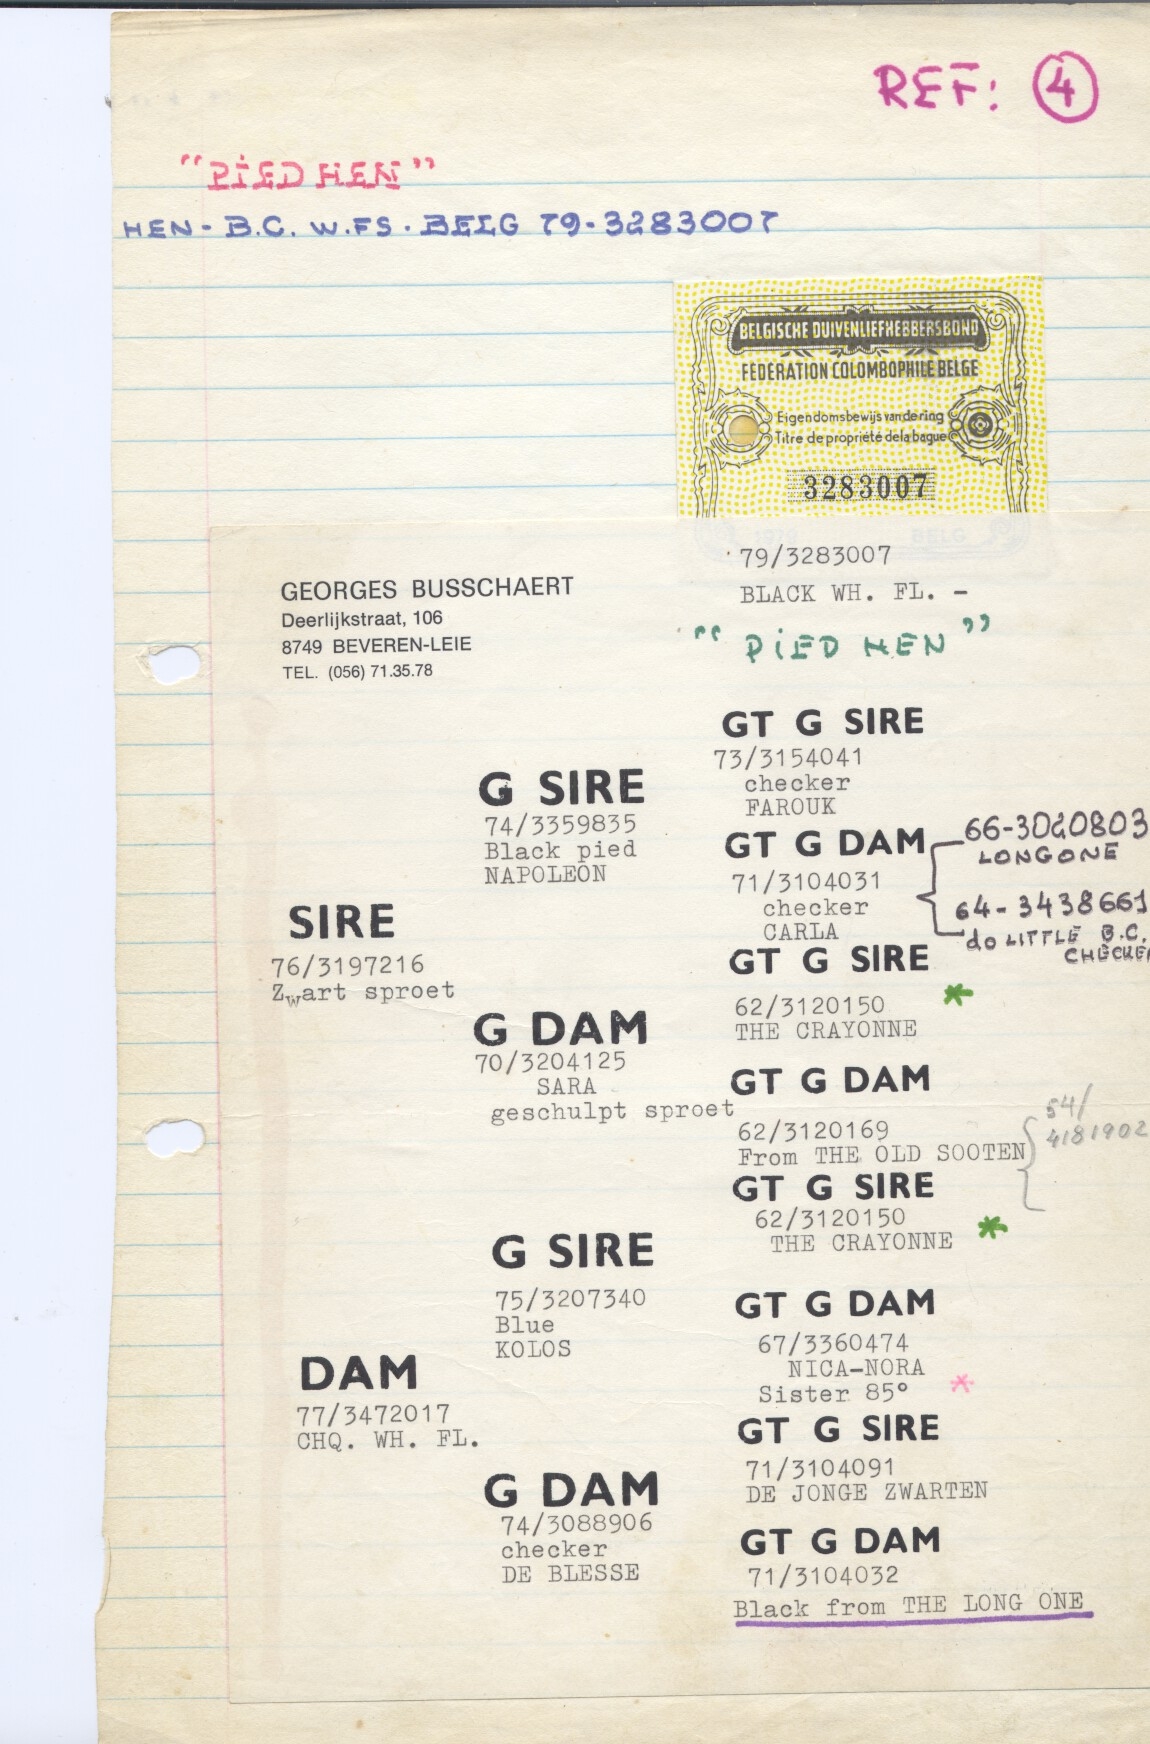 REF: 4
"PIED HEN"
HEN - B.C. W.FS. BELG 79-3283007
BELGISCHE DUIVENLIEFHEBBERSBOND
FEDERATION COLOMBOPHILE BELGE
Eigendomsbewijs van de ring
Titre de propriété de la bague
3283007
1979 BELG
79/3283007
BLACK WH. FL. -
"PIED HEN"
GEORGES BUSSCHAERT
Deerlijkstraat, 106
8749 BEVEREN-LEIE
TEL. (056) 71.35.78
GT G SIRE
73/3154041
checker
FAROUK
G SIRE
74/3359835
Black pied
NAPOLEON
GT G DAM
71/3104031
checker
CARLA
66-3020803
LONGONE
64-3438661
do LITTLE B.C.
CHECKER
SIRE
76/3197216
Zwart sproet
GT G SIRE
62/3120150 *
THE CRAYONNE
G DAM
70/3204125
SARA
geschulpt sproet
GT G DAM
62/3120169
From THE OLD SOOTEN
54/
4181902
GT G SIRE
62/3120150
THE CRAYONNE *
G SIRE
75/3207340
Blue
KOLOS
GT G DAM
67/3360474
NICA-NORA
Sister 85° *
DAM
77/3472017
CHQ. WH. FL.
GT G SIRE
71/3104091
DE JONGE ZWARTEN
G DAM
74/3088906
checker
DE BLESSE
GT G DAM
71/3104032
Black from THE LONG ONE